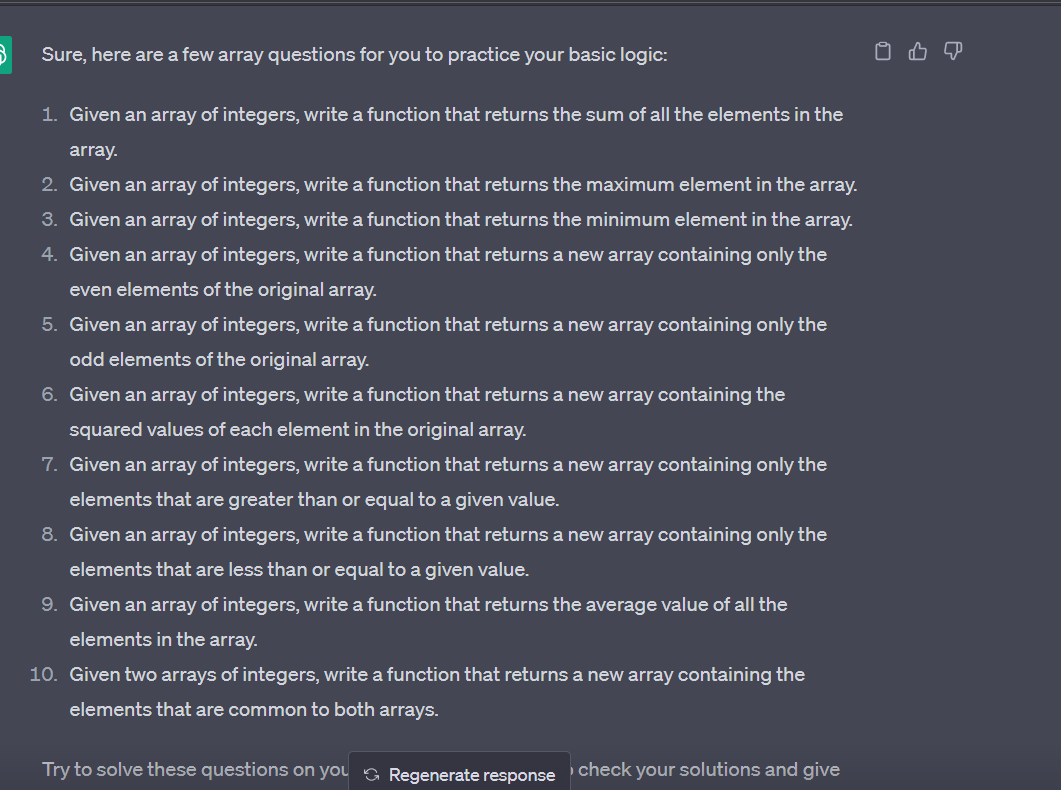 Sure, here are a few array questions for you to practice your basic logic:
1. Given an array of integers, write a function that returns the sum of all the elements in the
array.
2. Given an array of integers, write a function that returns the maximum element in the array.
3. Given an array of integers, write a function that returns the minimum element in the array.
4. Given an array of integers, write a function that returns a new array containing only the
even elements of the original array.
5. Given an array of integers, write a function that returns a new array containing only the
odd elements of the original array.
6. Given an array of integers, write a function that returns a new array containing the
squared values of each element in the original array.
7. Given an array of integers, write a function that returns a new array containing only the
elements that are greater than or equal to a given value.
8. Given an array of integers, write a function that returns a new array containing only the
elements that are less than or equal to a given value.
9. Given an array of integers, write a function that returns the average value of all the
elements in the array.
10. Given two arrays of integers, write a function that returns a new array containing the
elements that are common to both arrays.
Try to solve these questions on check your solutions and give
Regenerate response